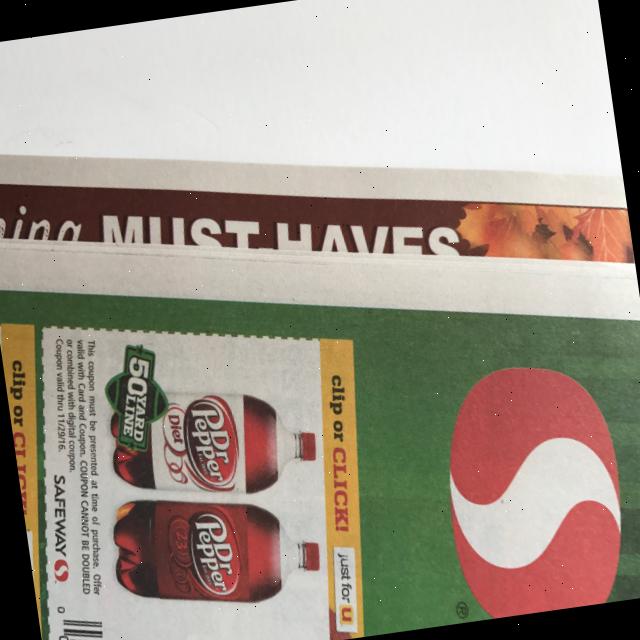 MUST HAVES
clip or CLICK!
just for u
50 YARD
LINE
Diet
Dr
Pepper
Dr
Pepper
23
This coupon must be presented at time of purchase. Offer
valid with Card and Coupon. COUPON CANNOT BE DOUBLED
or combined with digital coupon.
Coupon valid thru 11/29/16.
SAFEWAY
0
clip or CLICK!